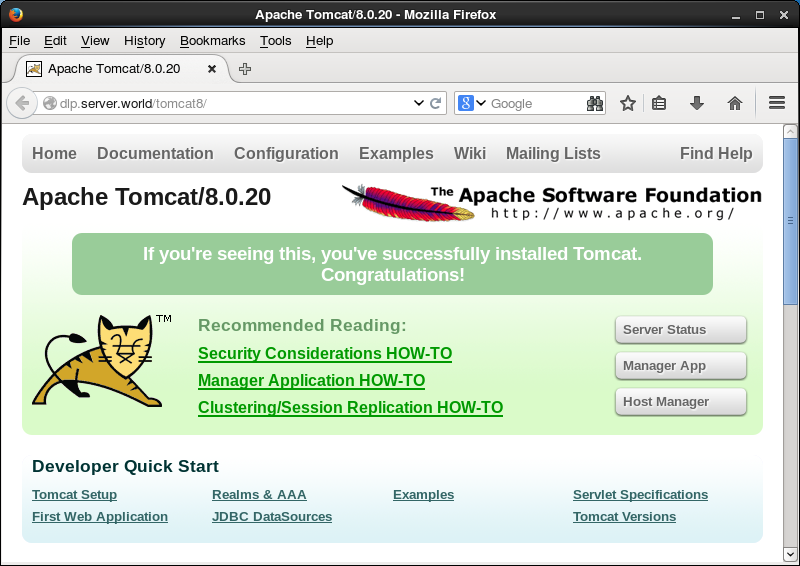 Apache Tomcat/8.0.20 - Mozilla Firefox
File Edit View History Bookmarks Tools Help
Apache Tomcat/8.0.20
dlp.server.world/tomcat8/
Google
Home Documentation Configuration Examples Wiki Mailing Lists Find Help
Apache Tomcat/8.0.20
The Apache Software Foundation
http://www.apache.org/
If you're seeing this, you've successfully installed Tomcat.
Congratulations!
TM
Recommended Reading:
Security Considerations HOW-TO
Manager Application HOW-TO
Clustering/Session Replication HOW-TO
Server Status
Manager App
Host Manager
Developer Quick Start
Tomcat Setup Realms & AAA Examples Servlet Specifications
First Web Application JDBC DataSources Tomcat Versions